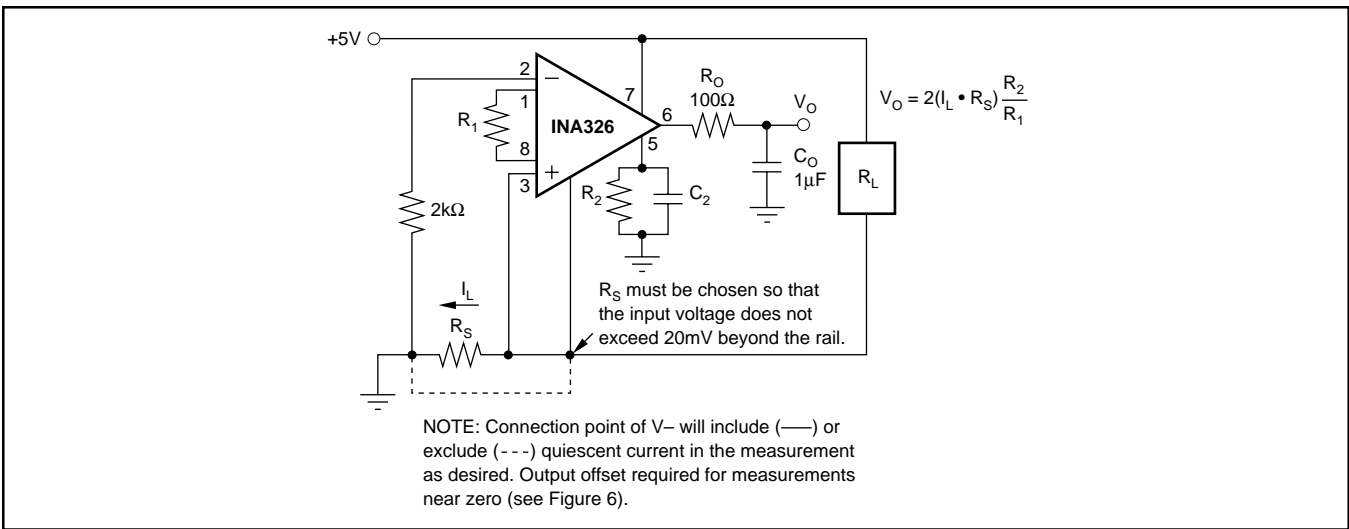 +5V
2
−
1
R1
INA326
8
+
3
7
6
5
RO
100Ω
VO
VO = 2(IL • RS) R2
R1
CO
1µF
RL
R2
C2
2kΩ
IL
RS
RS must be chosen so that
the input voltage does not
exceed 20mV beyond the rail.
NOTE: Connection point of V– will include (——) or
exclude (- - -) quiescent current in the measurement
as desired. Output offset required for measurements
near zero (see Figure 6).